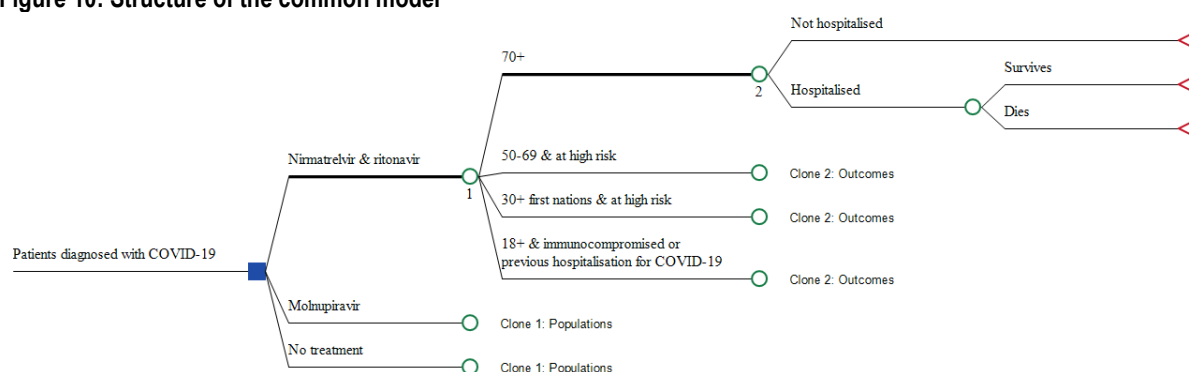 Figure 10: Structure of the common model
Not hospitalised
70+
Survives
2
Hospitalised
Dies
Nirmatrelvir & ritonavir
1
50-69 & at high risk
Clone 2: Outcomes
30+ first nations & at high risk
Clone 2: Outcomes
18+ & immunocompromised or
previous hospitalisation for COVID-19
Clone 2: Outcomes
Patients diagnosed with COVID-19
Molnupiravir
Clone 1: Populations
No treatment
Clone 1: Populations